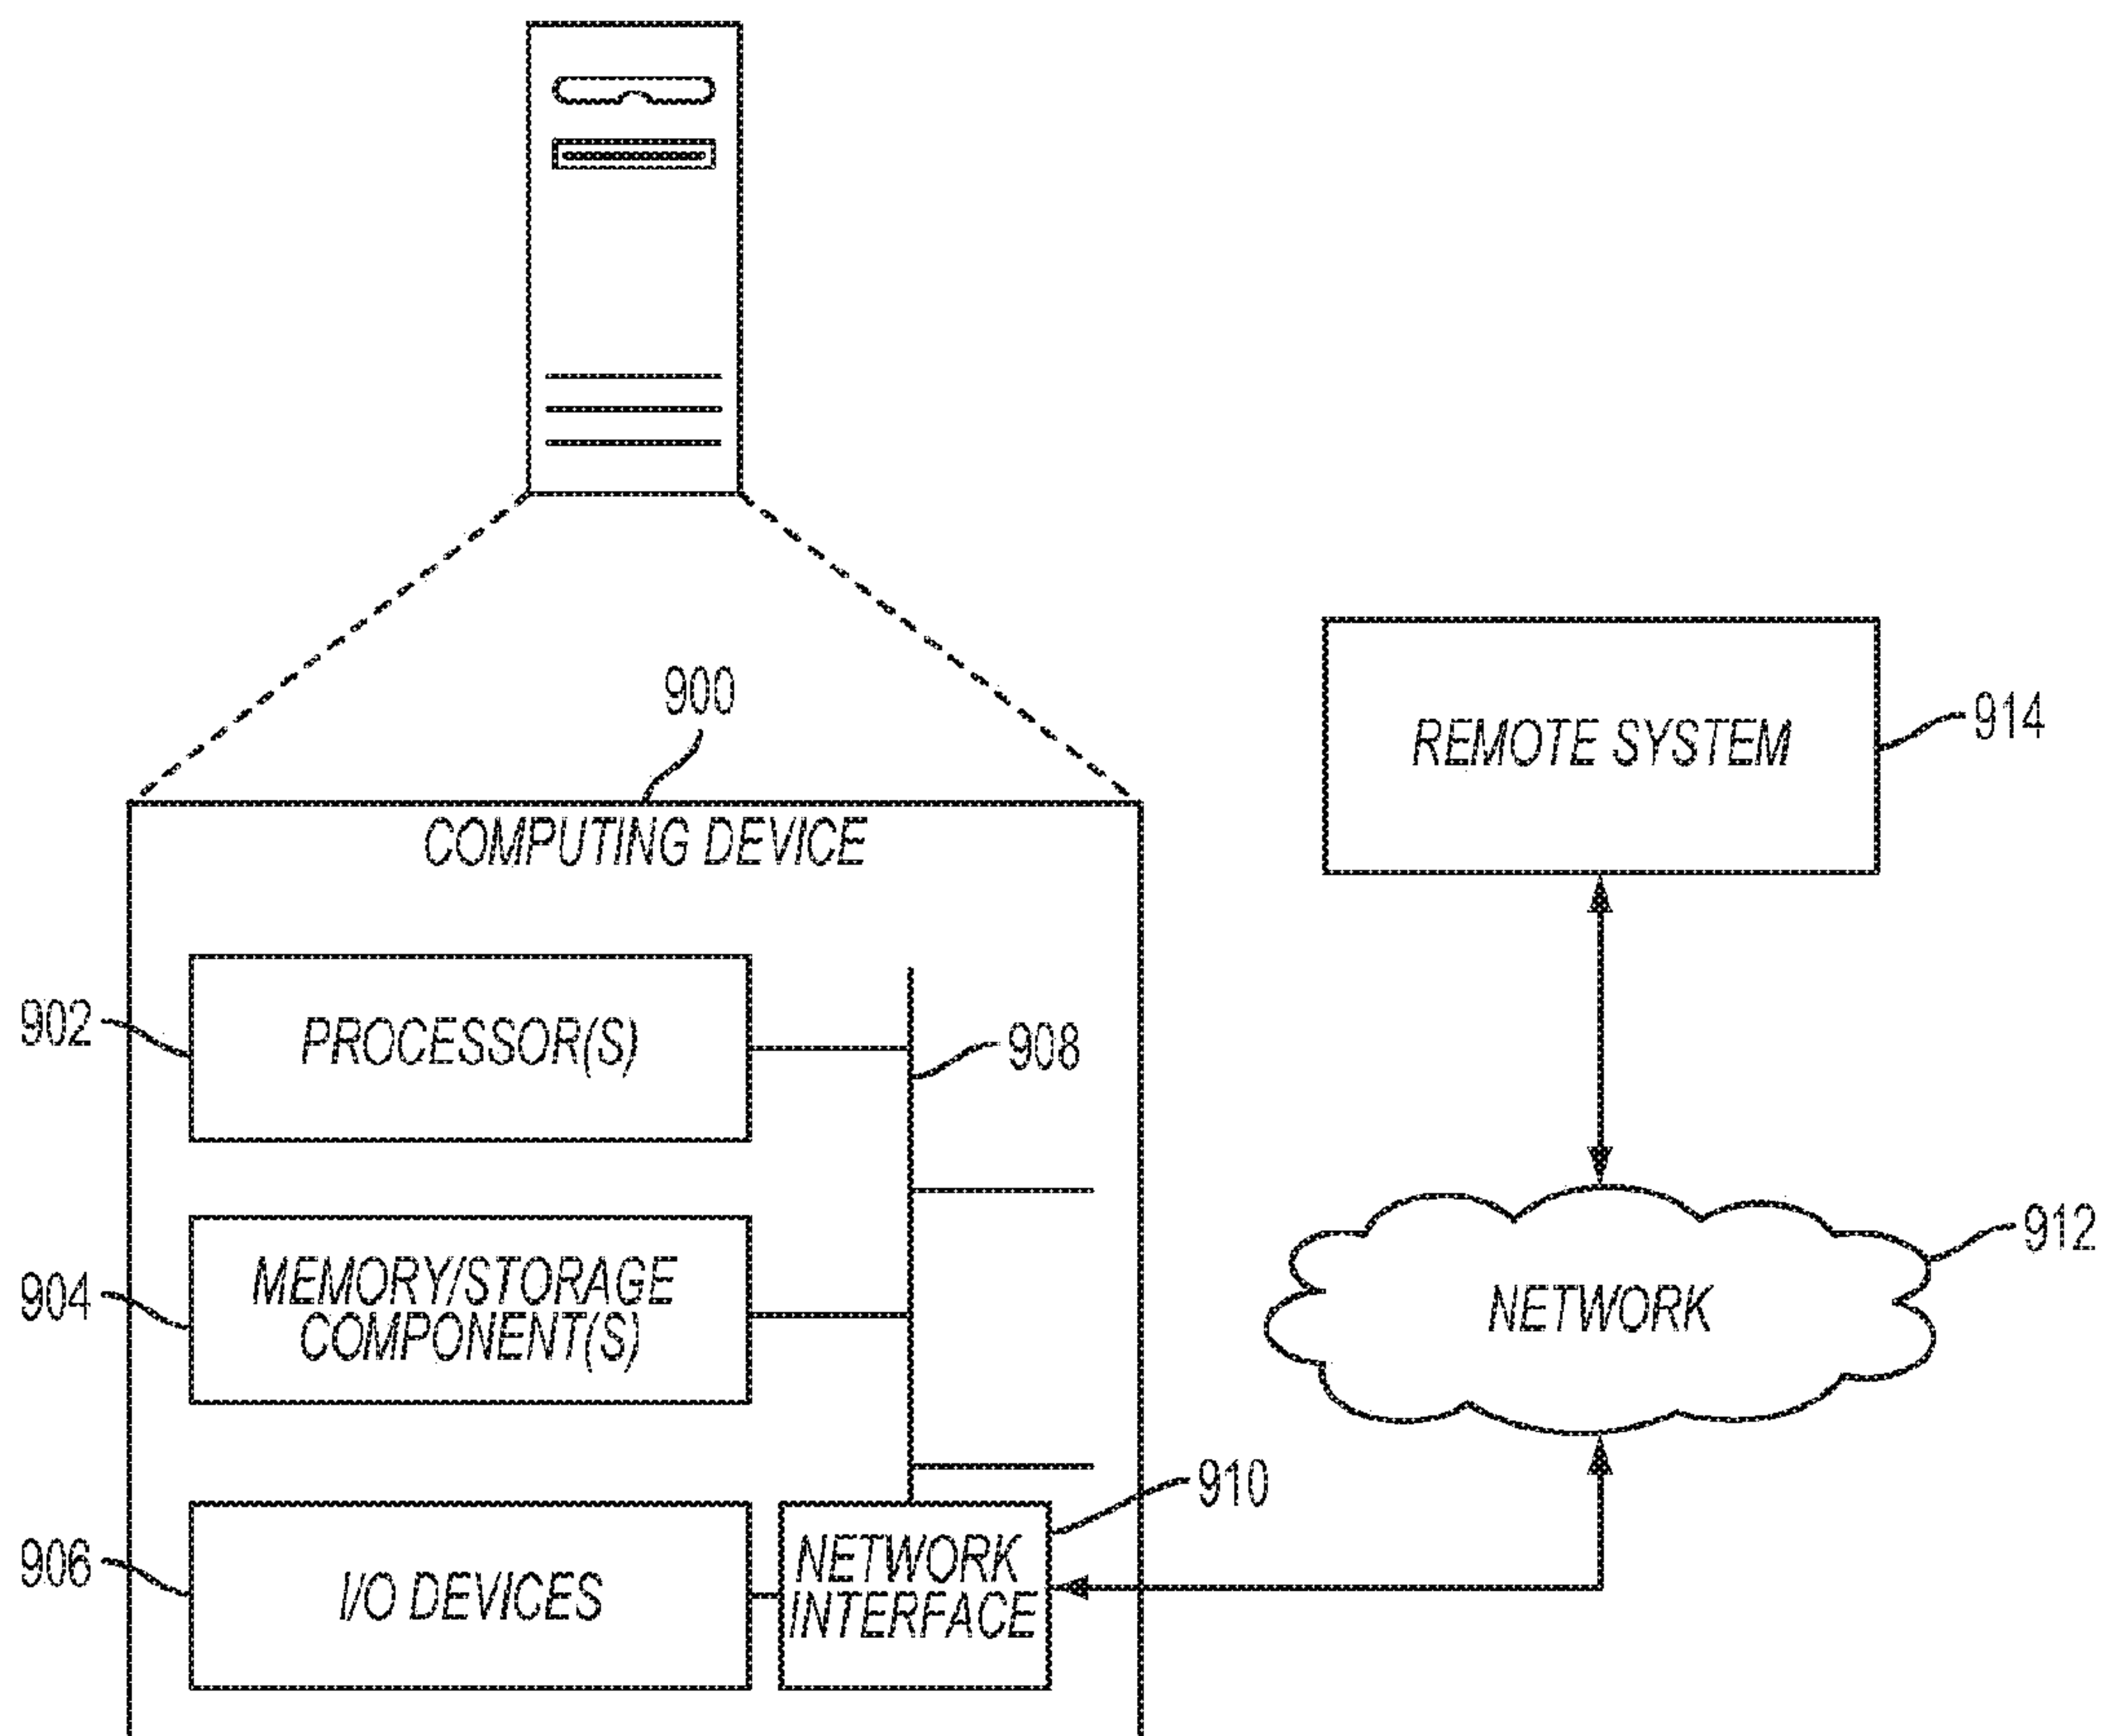 900
COMPUTING DEVICE
REMOTE SYSTEM
914
902
PROCESSOR(S)
908
904
MEMORY/STORAGE
COMPONENT(S)
912
NETWORK
906
I/O DEVICES
910
NETWORK
INTERFACE